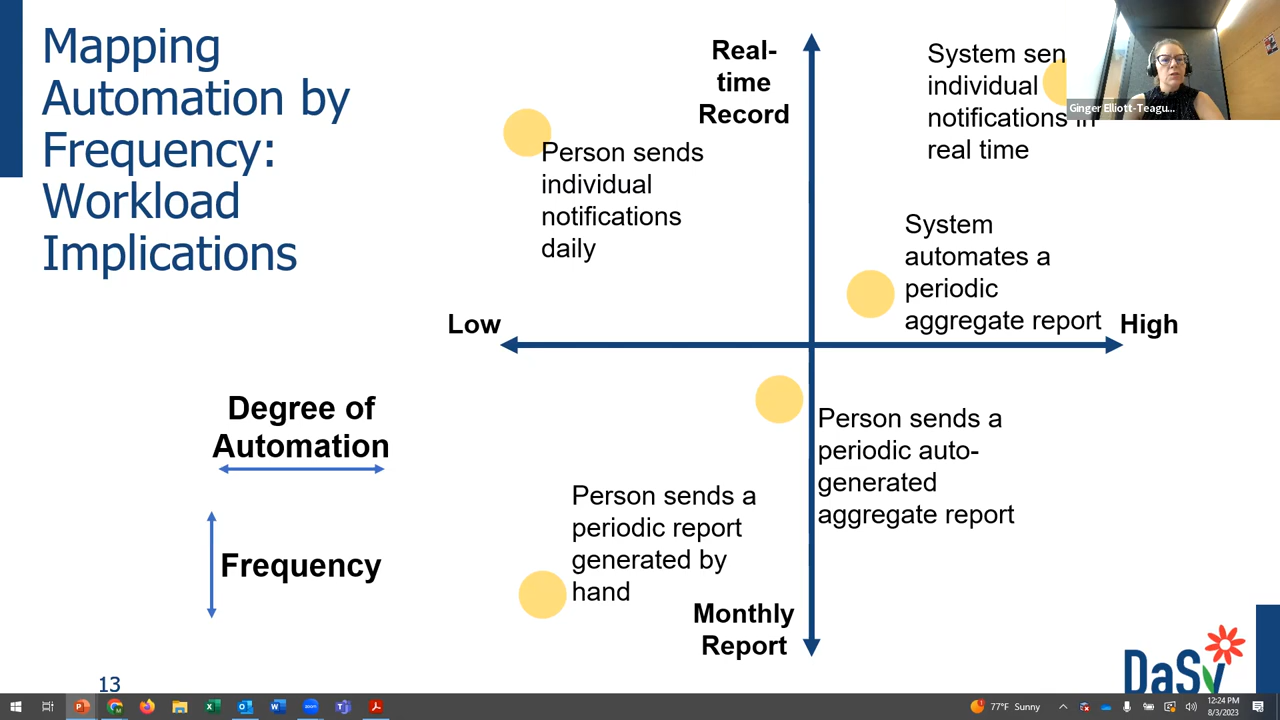 Mapping
Automation by
Frequency:
Workload
Implications
Real-
time
Record
System sen
individual
notifications in
real time
Ginger Elliott-Teagu...
Person sends
individual
notifications
daily
System
automates a
periodic
aggregate report
Low
High
Degree of
Automation
Person sends a
periodic auto-
generated
aggregate report
Person sends a
periodic report
generated by
hand
Frequency
Monthly
Report
DaSy
13
77°F Sunny
12:24 PM
8/3/2023